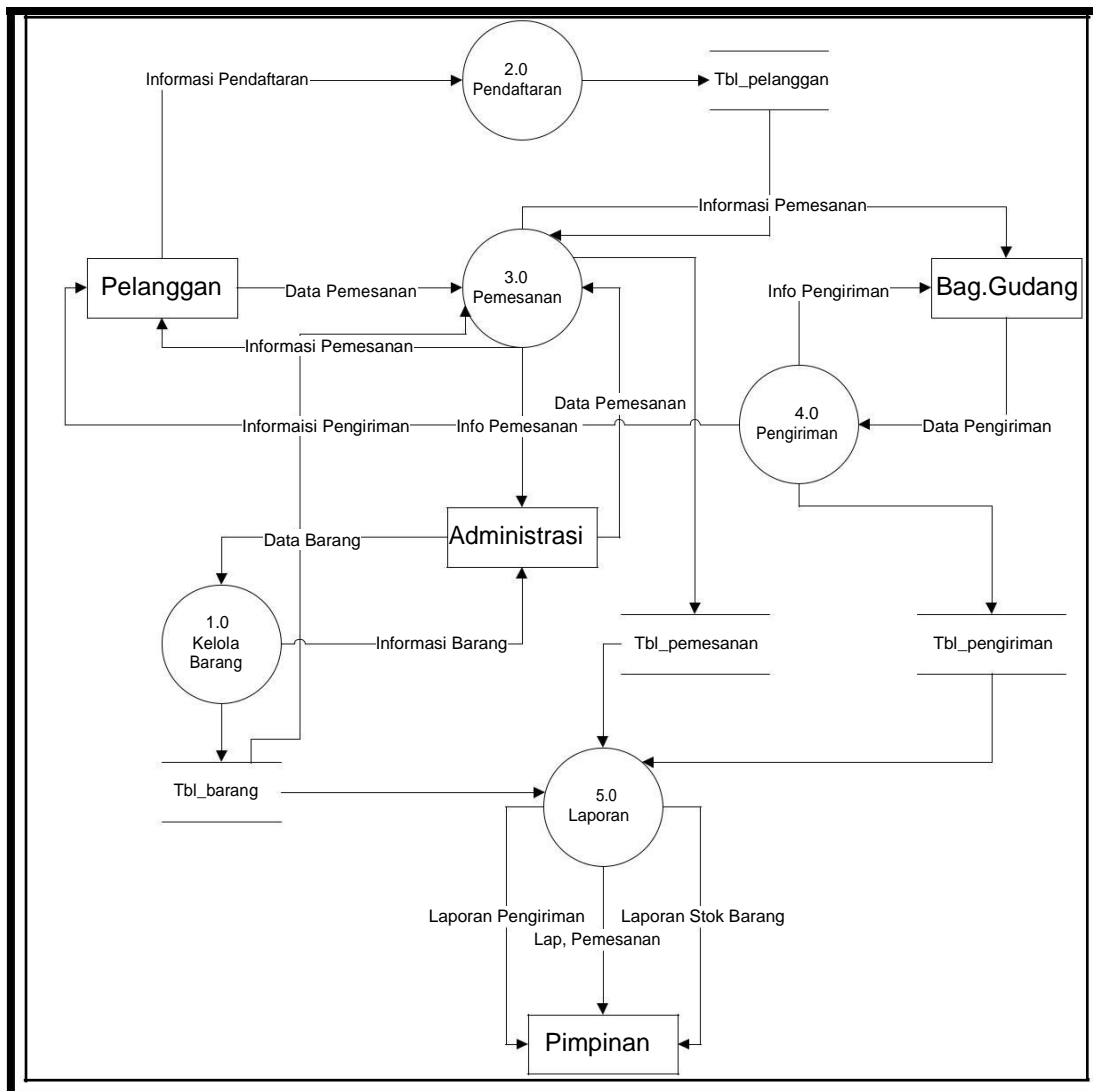 2.0
Pendaftaran
Informasi Pendaftaran
Tbl_pelanggan
Informasi Pemesanan
3.0
Pemesanan
Pelanggan
Data Pemesanan
Info Pengiriman
Bag.Gudang
Informasi Pemesanan
Data Pemesanan
4.0
Pengiriman
Informaisi Pengiriman
Info Pemesanan
Data Pengiriman
Administrasi
Data Barang
1.0
Kelola
Barang
Informasi Barang
Tbl_pemesanan
Tbl_pengiriman
Tbl_barang
5.0
Laporan
Laporan Pengiriman
Laporan Stok Barang
Lap, Pemesanan
Pimpinan